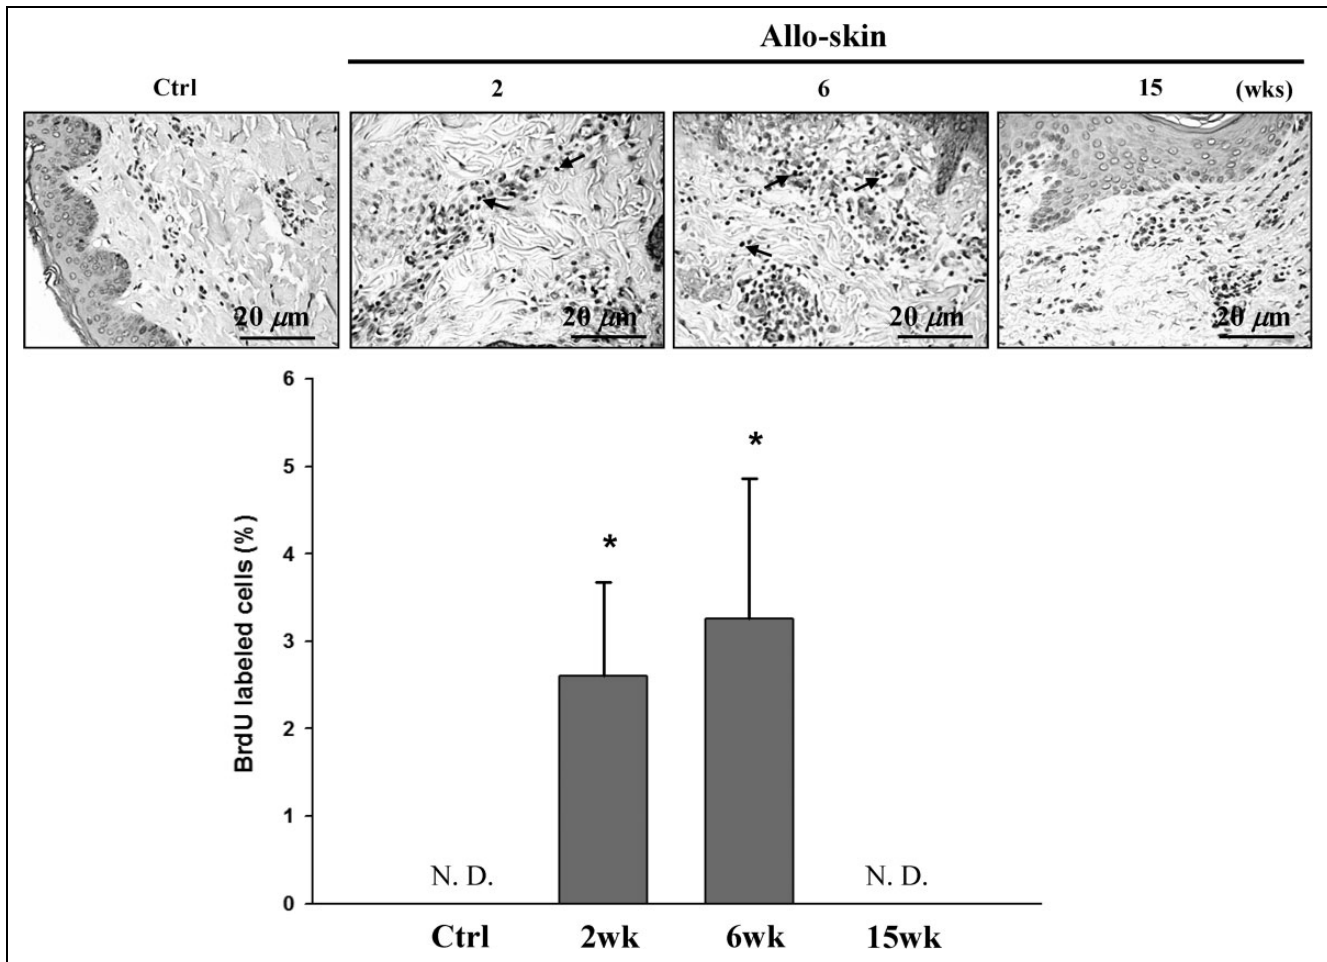 Allo-skin
Ctrl 2 6 15 (wks)
20 μm 20 μm 20 μm 20 μm
6
5
4
3
2
1
0
BrdU labeled cells (%)
*
*
N. D. N. D.
Ctrl 2wk 6wk 15wk